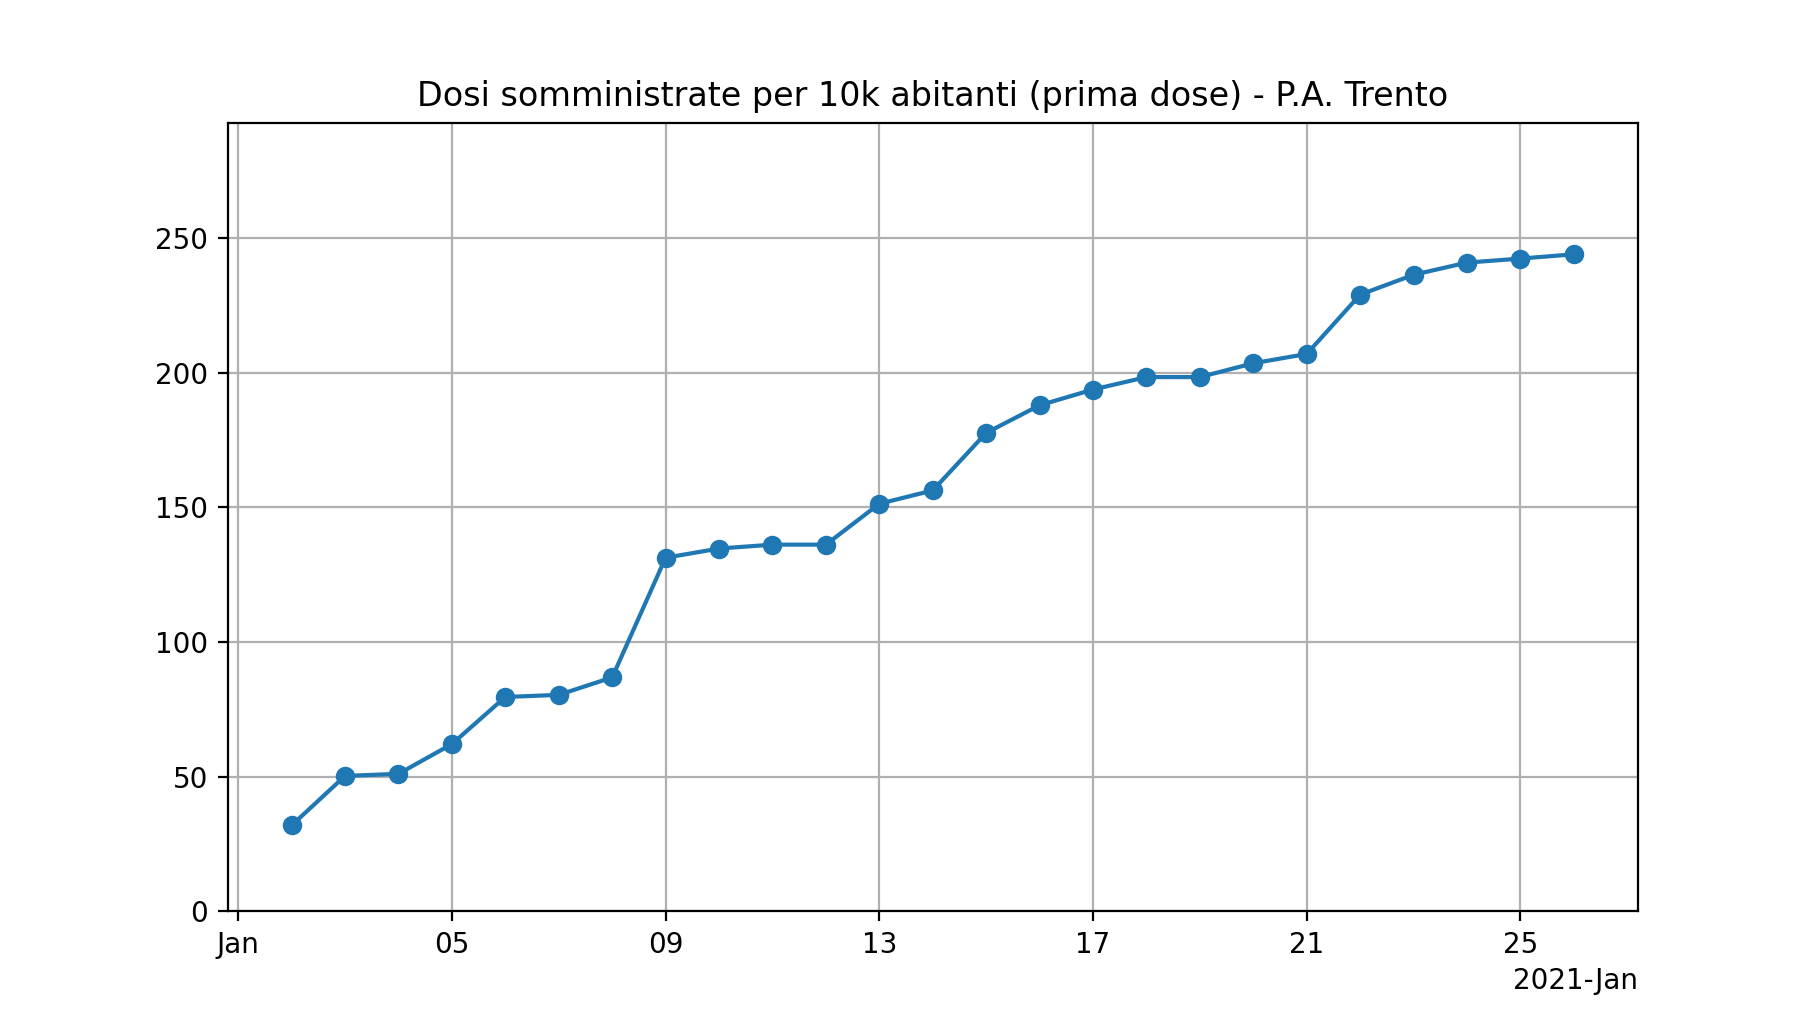 Dosi somministrate per 10k abitanti (prima dose) - P.A. Trento
250
200
150
100
50
0
Jan 05 09 13 17 21 25
2021-Jan